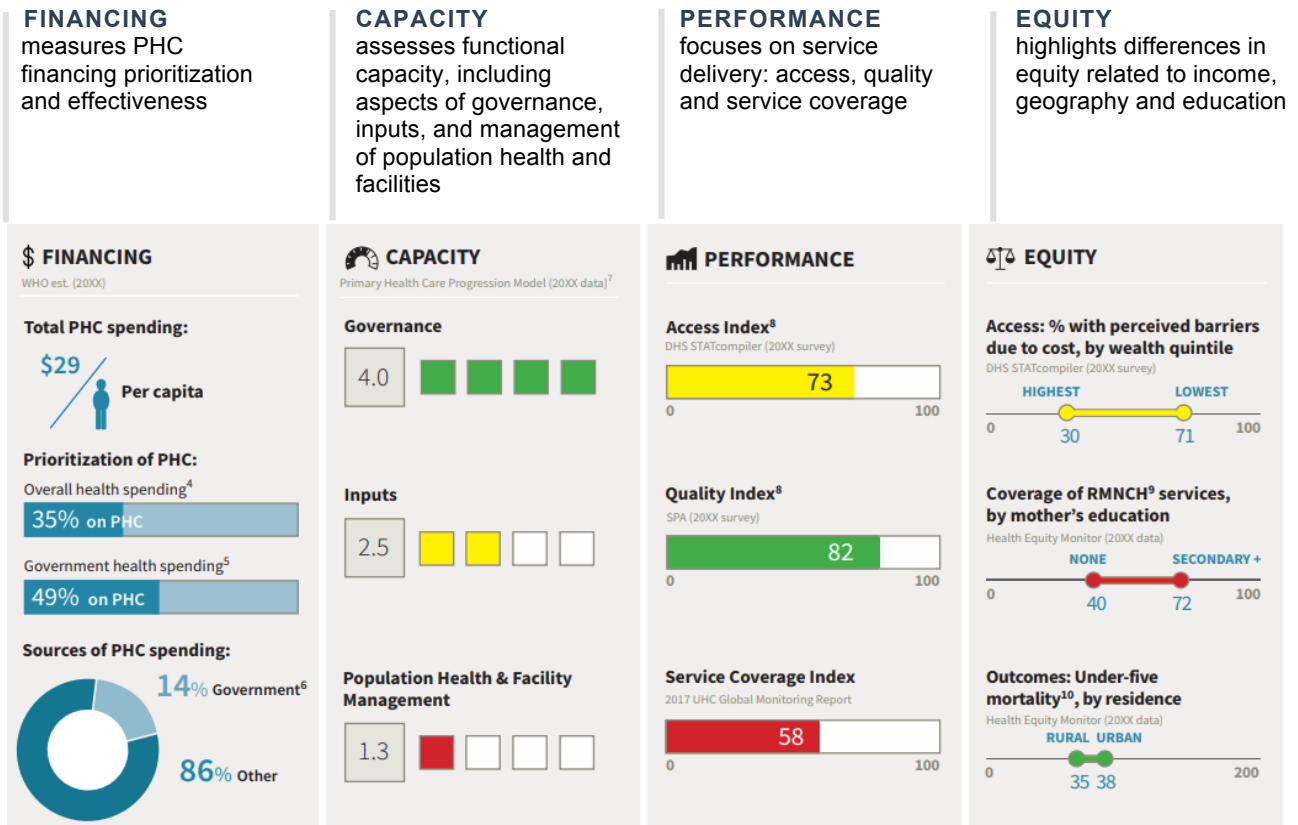 FINANCING
measures PHC
financing prioritization
and effectiveness
CAPACITY
assesses functional
capacity, including
aspects of governance,
inputs, and management
of population health and
facilities
PERFORMANCE
focuses on service
delivery: access, quality
and service coverage
EQUITY
highlights differences in
equity related to income,
geography and education
$ FINANCING
WHO est. (20XX)
Total PHC spending:
$29
Per capita
Prioritization of PHC:
Overall health spending4
35% on PHC
Government health spending5
49% on PHC
Sources of PHC spending:
14% Government6
86% Other
CAPACITY
Primary Health Care Progression Model (20XX data)7
Governance
4.0
Inputs
2.5
Population Health & Facility
Management
1.3
PERFORMANCE
Access Index8
DHS STATcompiler (20XX survey)
73
0 100
Quality Index8
SPA (20XX survey)
82
0 100
Service Coverage Index
2017 UHC Global Monitoring Report
58
0 100
EQUITY
Access: % with perceived barriers
due to cost, by wealth quintile
DHS STATcompiler (20XX survey)
HIGHEST LOWEST
0 100
30 71
Coverage of RMNCH9 services,
by mother's education
Health Equity Monitor (20XX data)
NONE SECONDARY +
0 100
40 72
Outcomes: Under-five
mortality10, by residence
Health Equity Monitor (20XX data)
RURAL URBAN
0 200
35 38